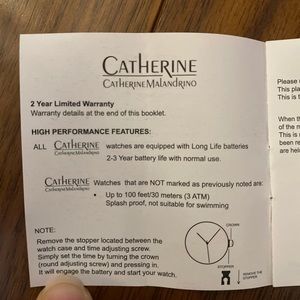 CATHERINE
CATHERINE MALANDRINO
2 Year Limited Warranty
Warranty details at the end of this booklet.
HIGH PERFORMANCE FEATURES:
ALL CATHERINE CATHERINE MALANDRINO watches are equipped with Long Life batteries
2-3 Year battery life with normal use.
CATHERINE CATHERINE MALANDRINO Watches that are NOT marked as previously noted are:
• Up to 100 feet/30 meters (3 ATM)
Splash proof, not suitable for swimming
NOTE:
Remove the stopper located between the
watch case and time adjusting screw.
Simply set the time by turning the crown
(round adjusting screw) and pressing in.
It will engage the battery and start your watch.
CROWN
STOPPER
REMOVE THE
STOPPER
Please
This pla
This is t
When th
of the m
This
been re
are hel